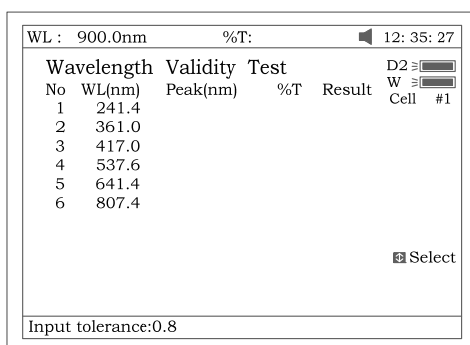 WL : 900.0nm %T: 12: 35: 27
Wavelength Validity Test D2
No WL(nm) Peak(nm) %T Result W
1 241.4 Cell #1
2 361.0
3 417.0
4 537.6
5 641.4
6 807.4
Select
Input tolerance:0.8